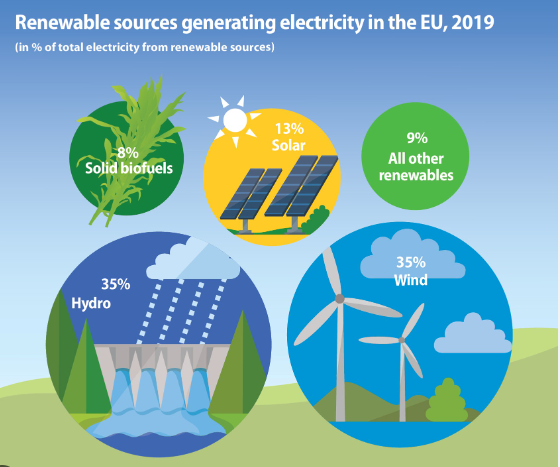 Renewable sources generating electricity in the EU, 2019
(in % of total electricity from renewable sources)
8%
Solid biofuels
13%
Solar
9%
All other
renewables
35%
Hydro
35%
Wind